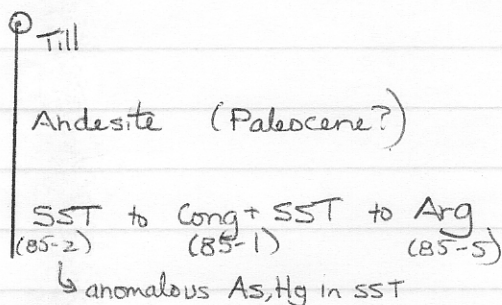 Till
Andesite (Paleocene?)
SST to Cong + SST to Arg
(85-2) (85-1) (85-5)
↳ anomalous As, Hg in SST